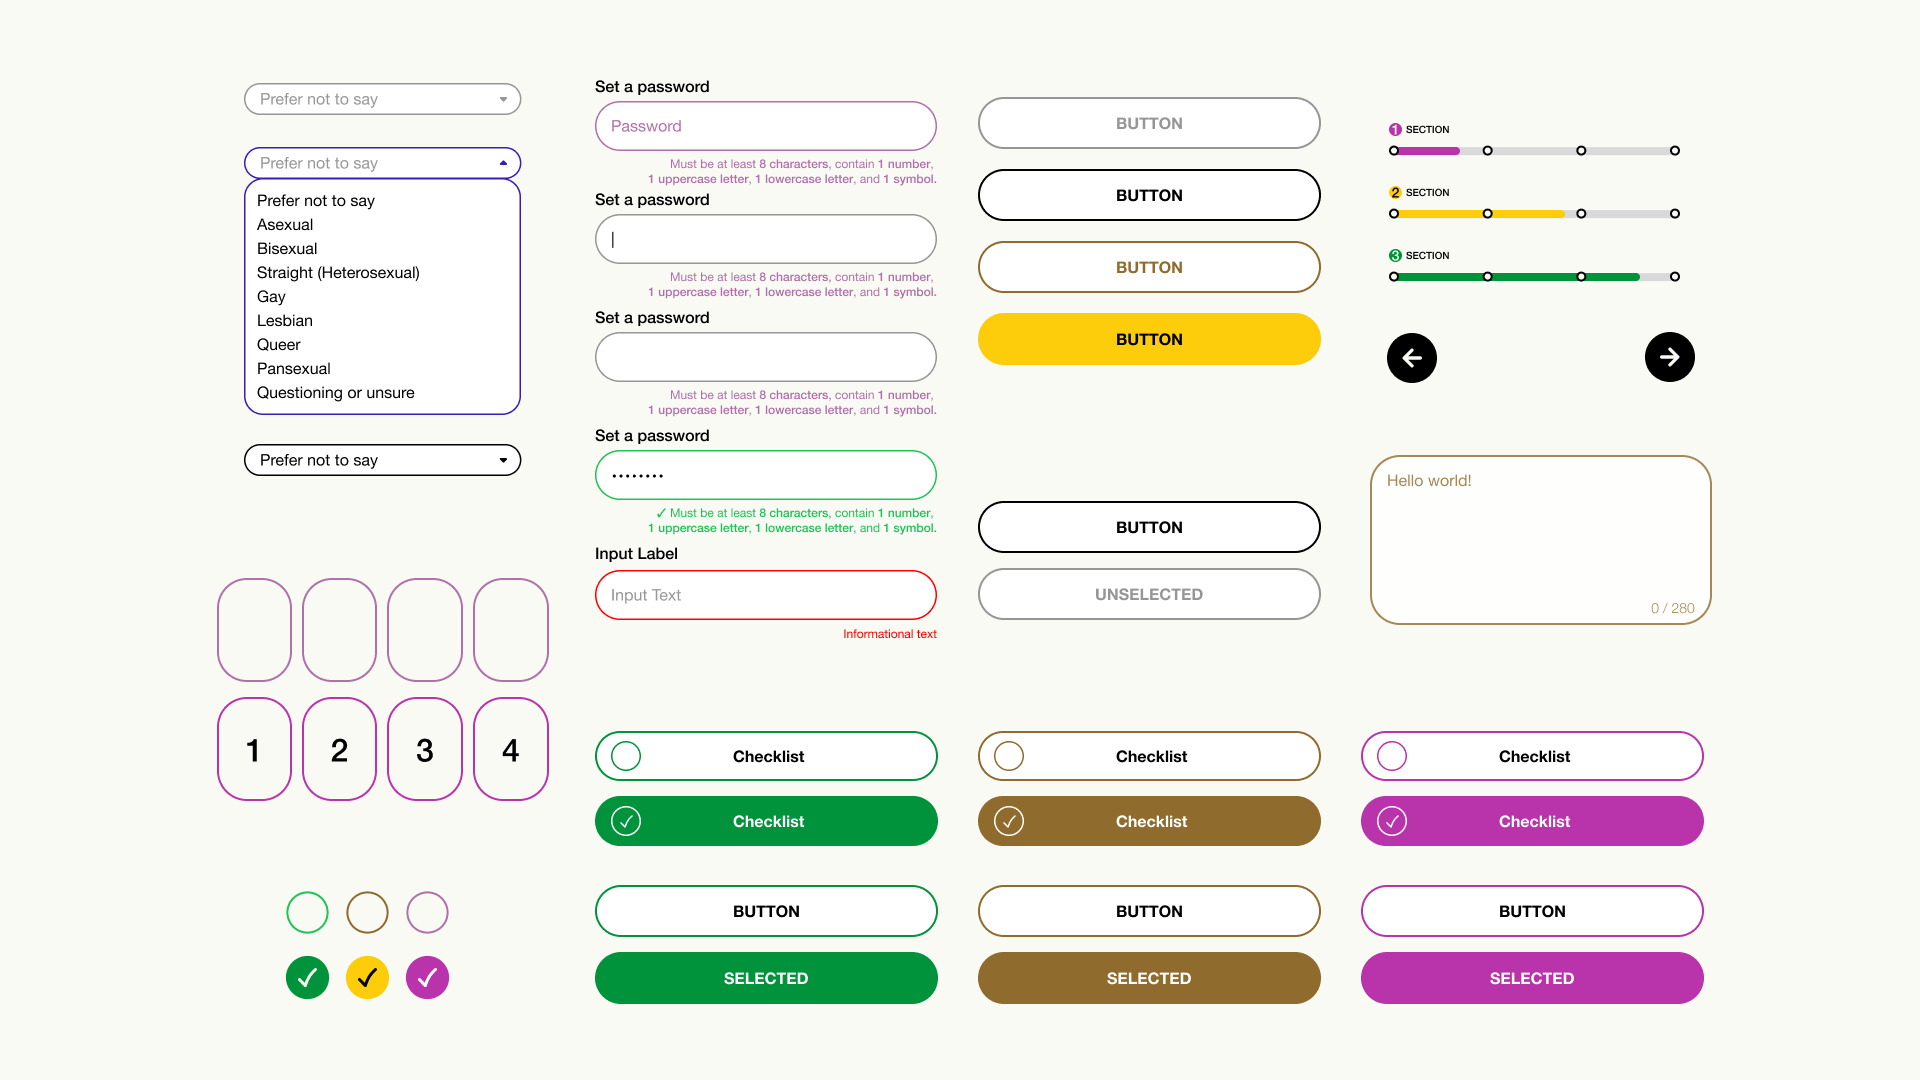 Prefer not to say
Prefer not to say
Prefer not to say
Asexual
Bisexual
Straight (Heterosexual)
Gay
Lesbian
Queer
Pansexual
Questioning or unsure
Prefer not to say
1 2 3 4
Set a password
Password
Must be at least 8 characters, contain 1 number,
1 uppercase letter, 1 lowercase letter, and 1 symbol.
Set a password
Must be at least 8 characters, contain 1 number,
1 uppercase letter, 1 lowercase letter, and 1 symbol.
Set a password
Must be at least 8 characters, contain 1 number,
1 uppercase letter, 1 lowercase letter, and 1 symbol.
Set a password
••••••••
✓ Must be at least 8 characters, contain 1 number,
1 uppercase letter, 1 lowercase letter, and 1 symbol.
Input Label
Input Text
Informational text
BUTTON
BUTTON
BUTTON
BUTTON
BUTTON
UNSELECTED
1 SECTION
2 SECTION
3 SECTION
Hello world!
0 / 280
Checklist
Checklist
BUTTON
SELECTED
Checklist
Checklist
BUTTON
SELECTED
Checklist
Checklist
BUTTON
SELECTED